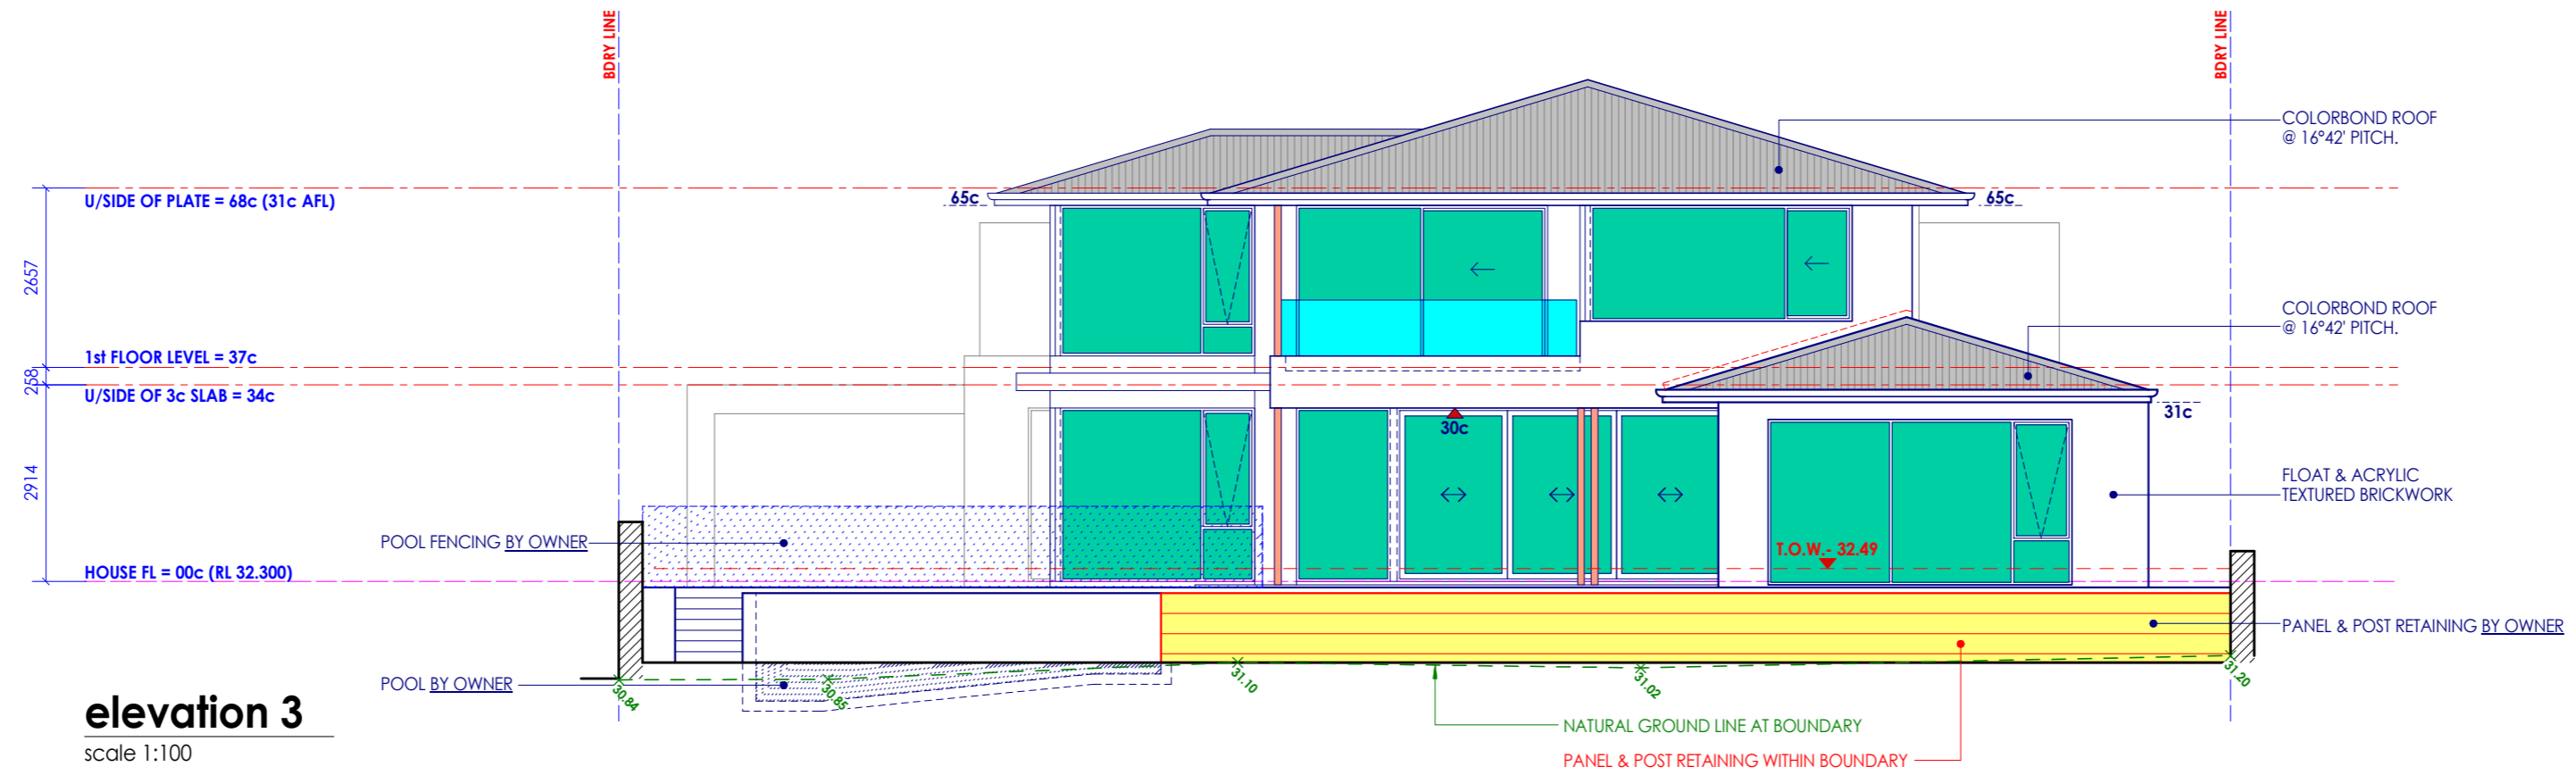 BDRY LINE
BDRY LINE
COLORBOND ROOF
@ 16°42' PITCH.
U/SIDE OF PLATE = 68c (31c AFL)
65c
65c
2657
COLORBOND ROOF
@ 16°42' PITCH.
1st FLOOR LEVEL = 37c
258
U/SIDE OF 3c SLAB = 34c
31c
30c
2914
FLOAT & ACRYLIC
TEXTURED BRICKWORK
POOL FENCING BY OWNER
T.O.W.- 32.49
HOUSE FL = 00c (RL 32.300)
PANEL & POST RETAINING BY OWNER
POOL BY OWNER
30.84
30.85
31.10
31.02
31.20
elevation 3
scale 1:100
NATURAL GROUND LINE AT BOUNDARY
PANEL & POST RETAINING WITHIN BOUNDARY